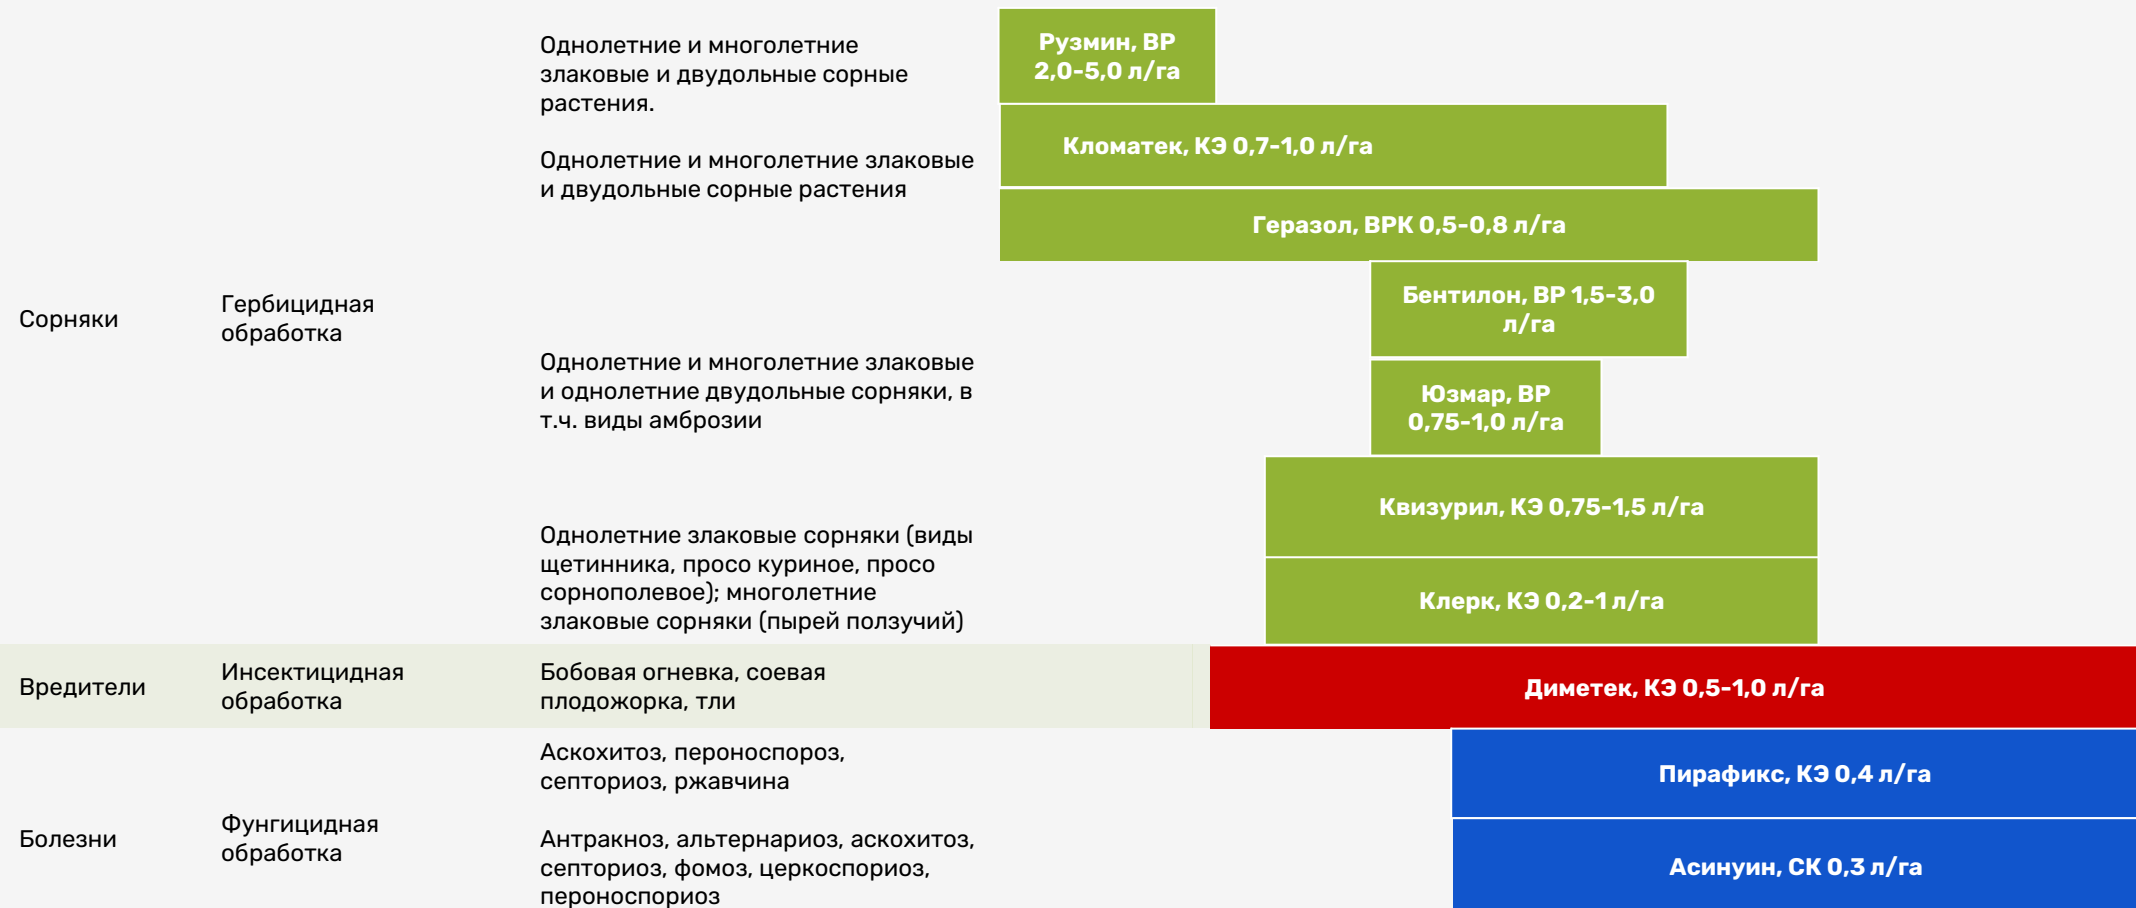 Сорняки
Гербицидная
обработка
Однолетние и многолетние
злаковые и двудольные сорные
растения.
Однолетние и многолетние злаковые
и двудольные сорные растения
Однолетние и многолетние злаковые
и однолетние двудольные сорняки, в
т.ч. виды амброзии
Однолетние злаковые сорняки (виды
щетинника, просо куриное, просо
сорнополевое); многолетние
злаковые сорняки (пырей ползучий)
Рузмин, ВР
2,0-5,0 л/га
Кломатек, КЭ 0,7-1,0 л/га
Геразол, ВРК 0,5-0,8 л/га
Бентилон, ВР 1,5-3,0
л/га
Юзмар, ВР
0,75-1,0 л/га
Квизурил, КЭ 0,75-1,5 л/га
Клерк, КЭ 0,2-1 л/га
Вредители
Инсектицидная
обработка
Бобовая огневка, соевая
плодожорка, тли
Диметек, КЭ 0,5-1,0 л/га
Болезни
Фунгицидная
обработка
Аскохитоз, пероноспороз,
септориоз, ржавчина
Антракноз, альтернариоз, аскохитоз,
септориоз, фомоз, церкоспориоз,
пероноспориоз
Пирафикс, КЭ 0,4 л/га
Асинуин, СК 0,3 л/га